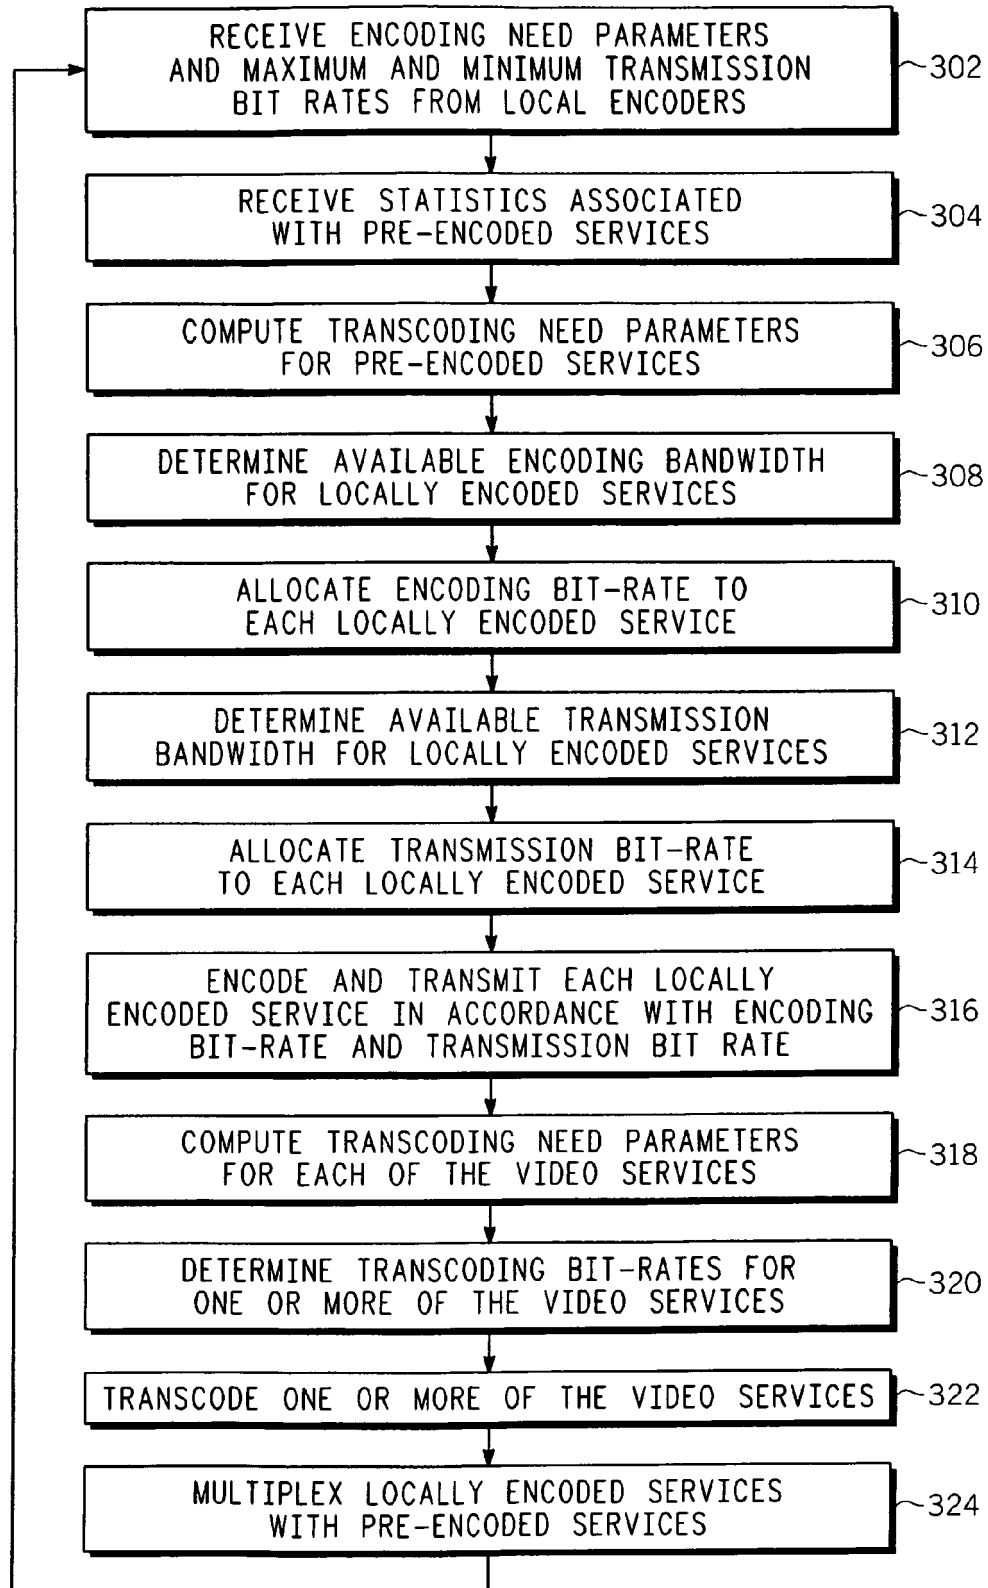 RECEIVE ENCODING NEED PARAMETERS
AND MAXIMUM AND MINIMUM TRANSMISSION
BIT RATES FROM LOCAL ENCODERS
302
RECEIVE STATISTICS ASSOCIATED
WITH PRE-ENCODED SERVICES
304
COMPUTE TRANSCODING NEED PARAMETERS
FOR PRE-ENCODED SERVICES
306
DETERMINE AVAILABLE ENCODING BANDWIDTH
FOR LOCALLY ENCODED SERVICES
308
ALLOCATE ENCODING BIT-RATE TO
EACH LOCALLY ENCODED SERVICE
310
DETERMINE AVAILABLE TRANSMISSION
BANDWIDTH FOR LOCALLY ENCODED SERVICES
312
ALLOCATE TRANSMISSION BIT-RATE
TO EACH LOCALLY ENCODED SERVICE
314
ENCODE AND TRANSMIT EACH LOCALLY
ENCODED SERVICE IN ACCORDANCE WITH ENCODING
BIT-RATE AND TRANSMISSION BIT RATE
316
COMPUTE TRANSCODING NEED PARAMETERS
FOR EACH OF THE VIDEO SERVICES
318
DETERMINE TRANSCODING BIT-RATES FOR
ONE OR MORE OF THE VIDEO SERVICES
320
TRANSCODE ONE OR MORE OF THE VIDEO SERVICES
322
MULTIPLEX LOCALLY ENCODED SERVICES
WITH PRE-ENCODED SERVICES
324